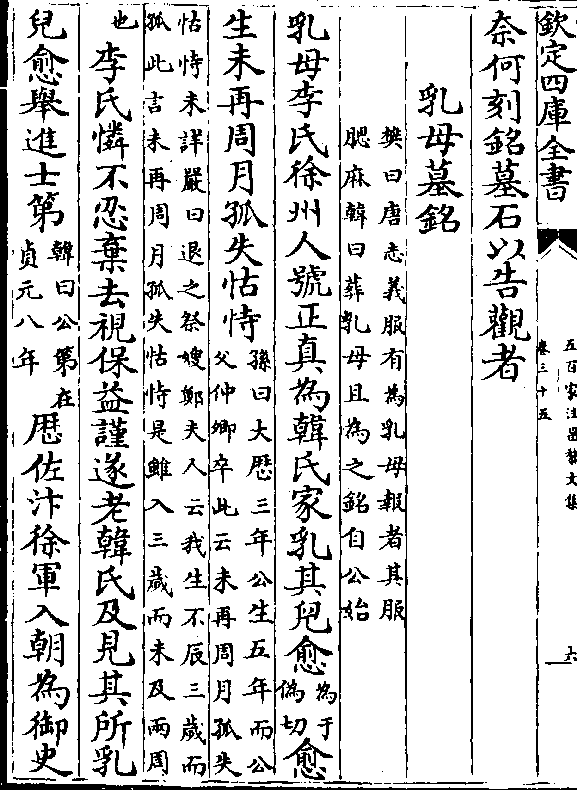 欽定四庫全書
五百家注昌黎文集
卷三十五
六
奈何刻銘墓石以告觀者
乳母墓銘
樊曰唐志義服有為乳母報者其服
腮麻韓曰葬乳母且為之銘自公始
乳母李氏徐州人號正真為韓氏家乳其兒愈
為于
偽切
愈
生未再周月孤失怙恃
孫曰大歴三年公生五年而公
父仲卿卒此云未再周月孤失
怙恃未詳嚴曰退之祭嫂鄭夫人云我生不辰三歲而
孤此言未再周月孤失怙恃是雖入三歲而未及兩周
也
李氏憐不忍棄去視保益謹遂老韓氏及見其所乳
兒愈舉進士第
韓曰公第在
貞元八年
厯佐汴徐軍入朝為御史